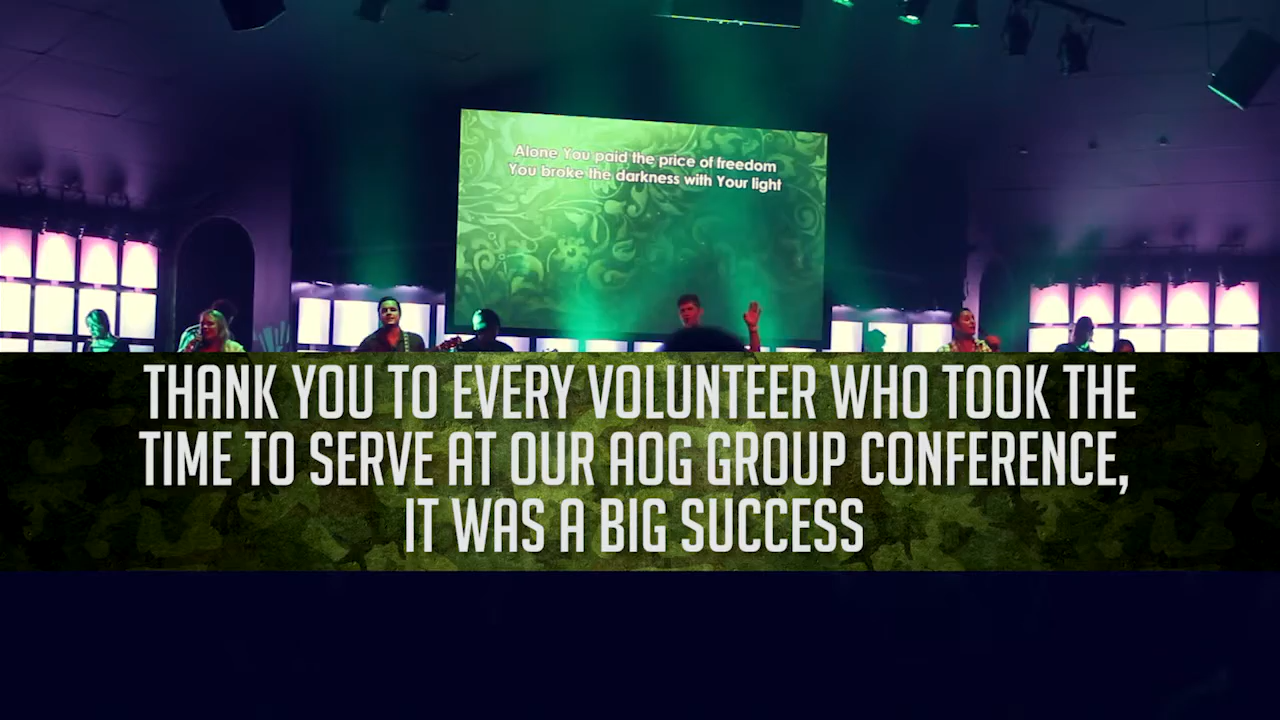 Alone You paid the price of freedom
You broke the darkness with Your light
THANK YOU TO EVERY VOLUNTEER WHO TOOK THE
TIME TO SERVE AT OUR AOG GROUP CONFERENCE,
IT WAS A BIG SUCCESS